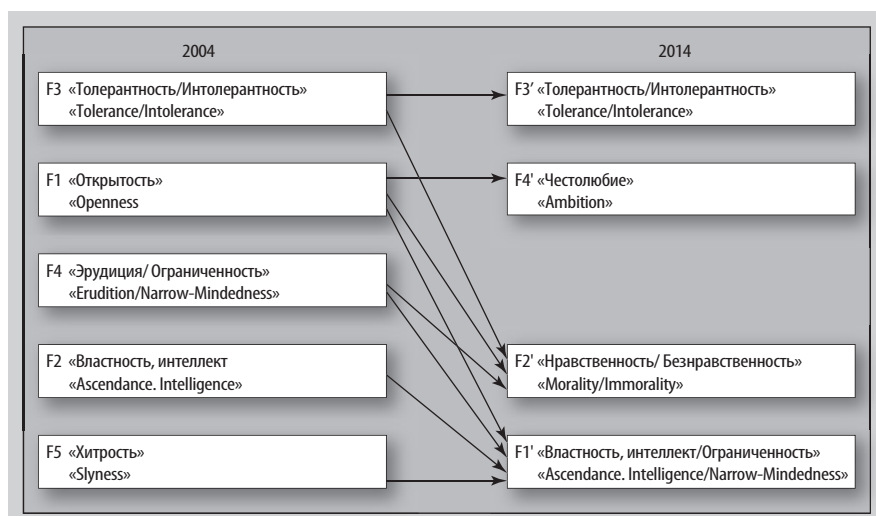 2004
F3 «Толерантность/Интолерантность»
«Tolerance/Intolerance»
F1 «Открытость»
«Openness
F4 «Эрудиция/ Ограниченность»
«Erudition/Narrow-Mindedness»
F2 «Властность, интеллект
«Ascendance. Intelligence»
F5 «Хитрость»
«Slyness»
2014
F3’ «Толерантность/Интолерантность»
«Tolerance/Intolerance»
F4' «Честолюбие»
«Ambition»
F2' «Нравственность/ Безнравственность»
«Morality/Immorality»
F1' «Властность, интеллект/Ограниченность»
«Ascendance. Intelligence/Narrow-Mindedness»